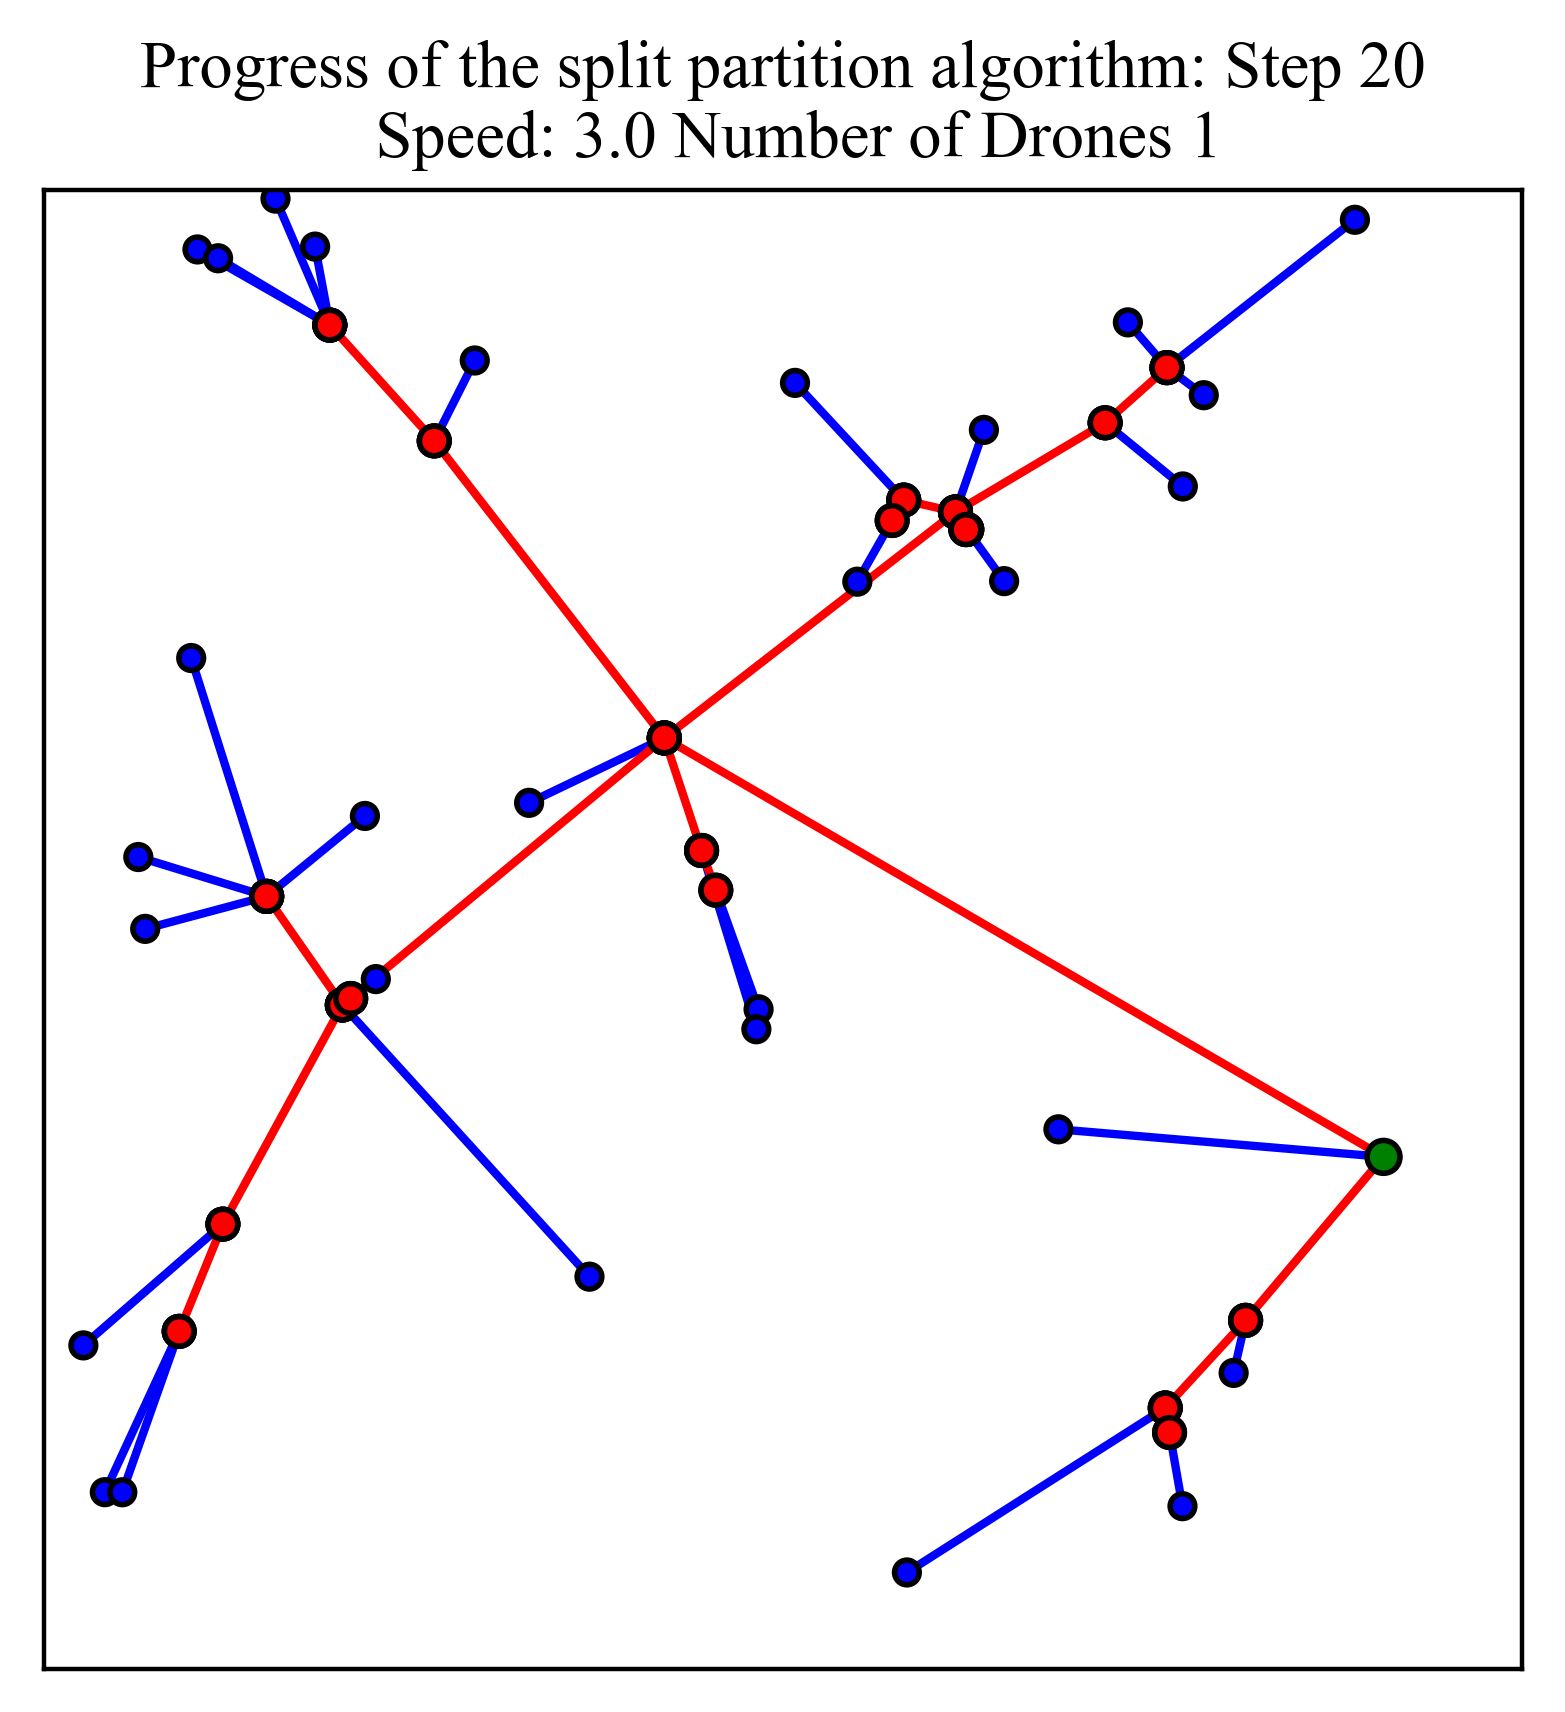 Progress of the split partition algorithm: Step 20
Speed: 3.0 Number of Drones 1